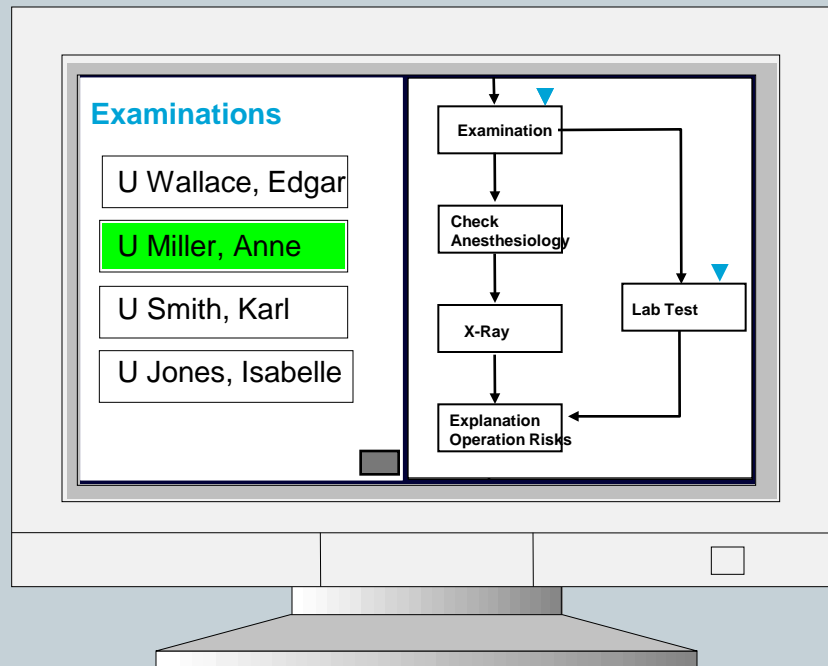 Examinations
U Wallace, Edgar
U Miller, Anne
U Smith, Karl
U Jones, Isabelle
Examination
Check
Anesthesiology
X-Ray
Lab Test
Explanation
Operation Risks